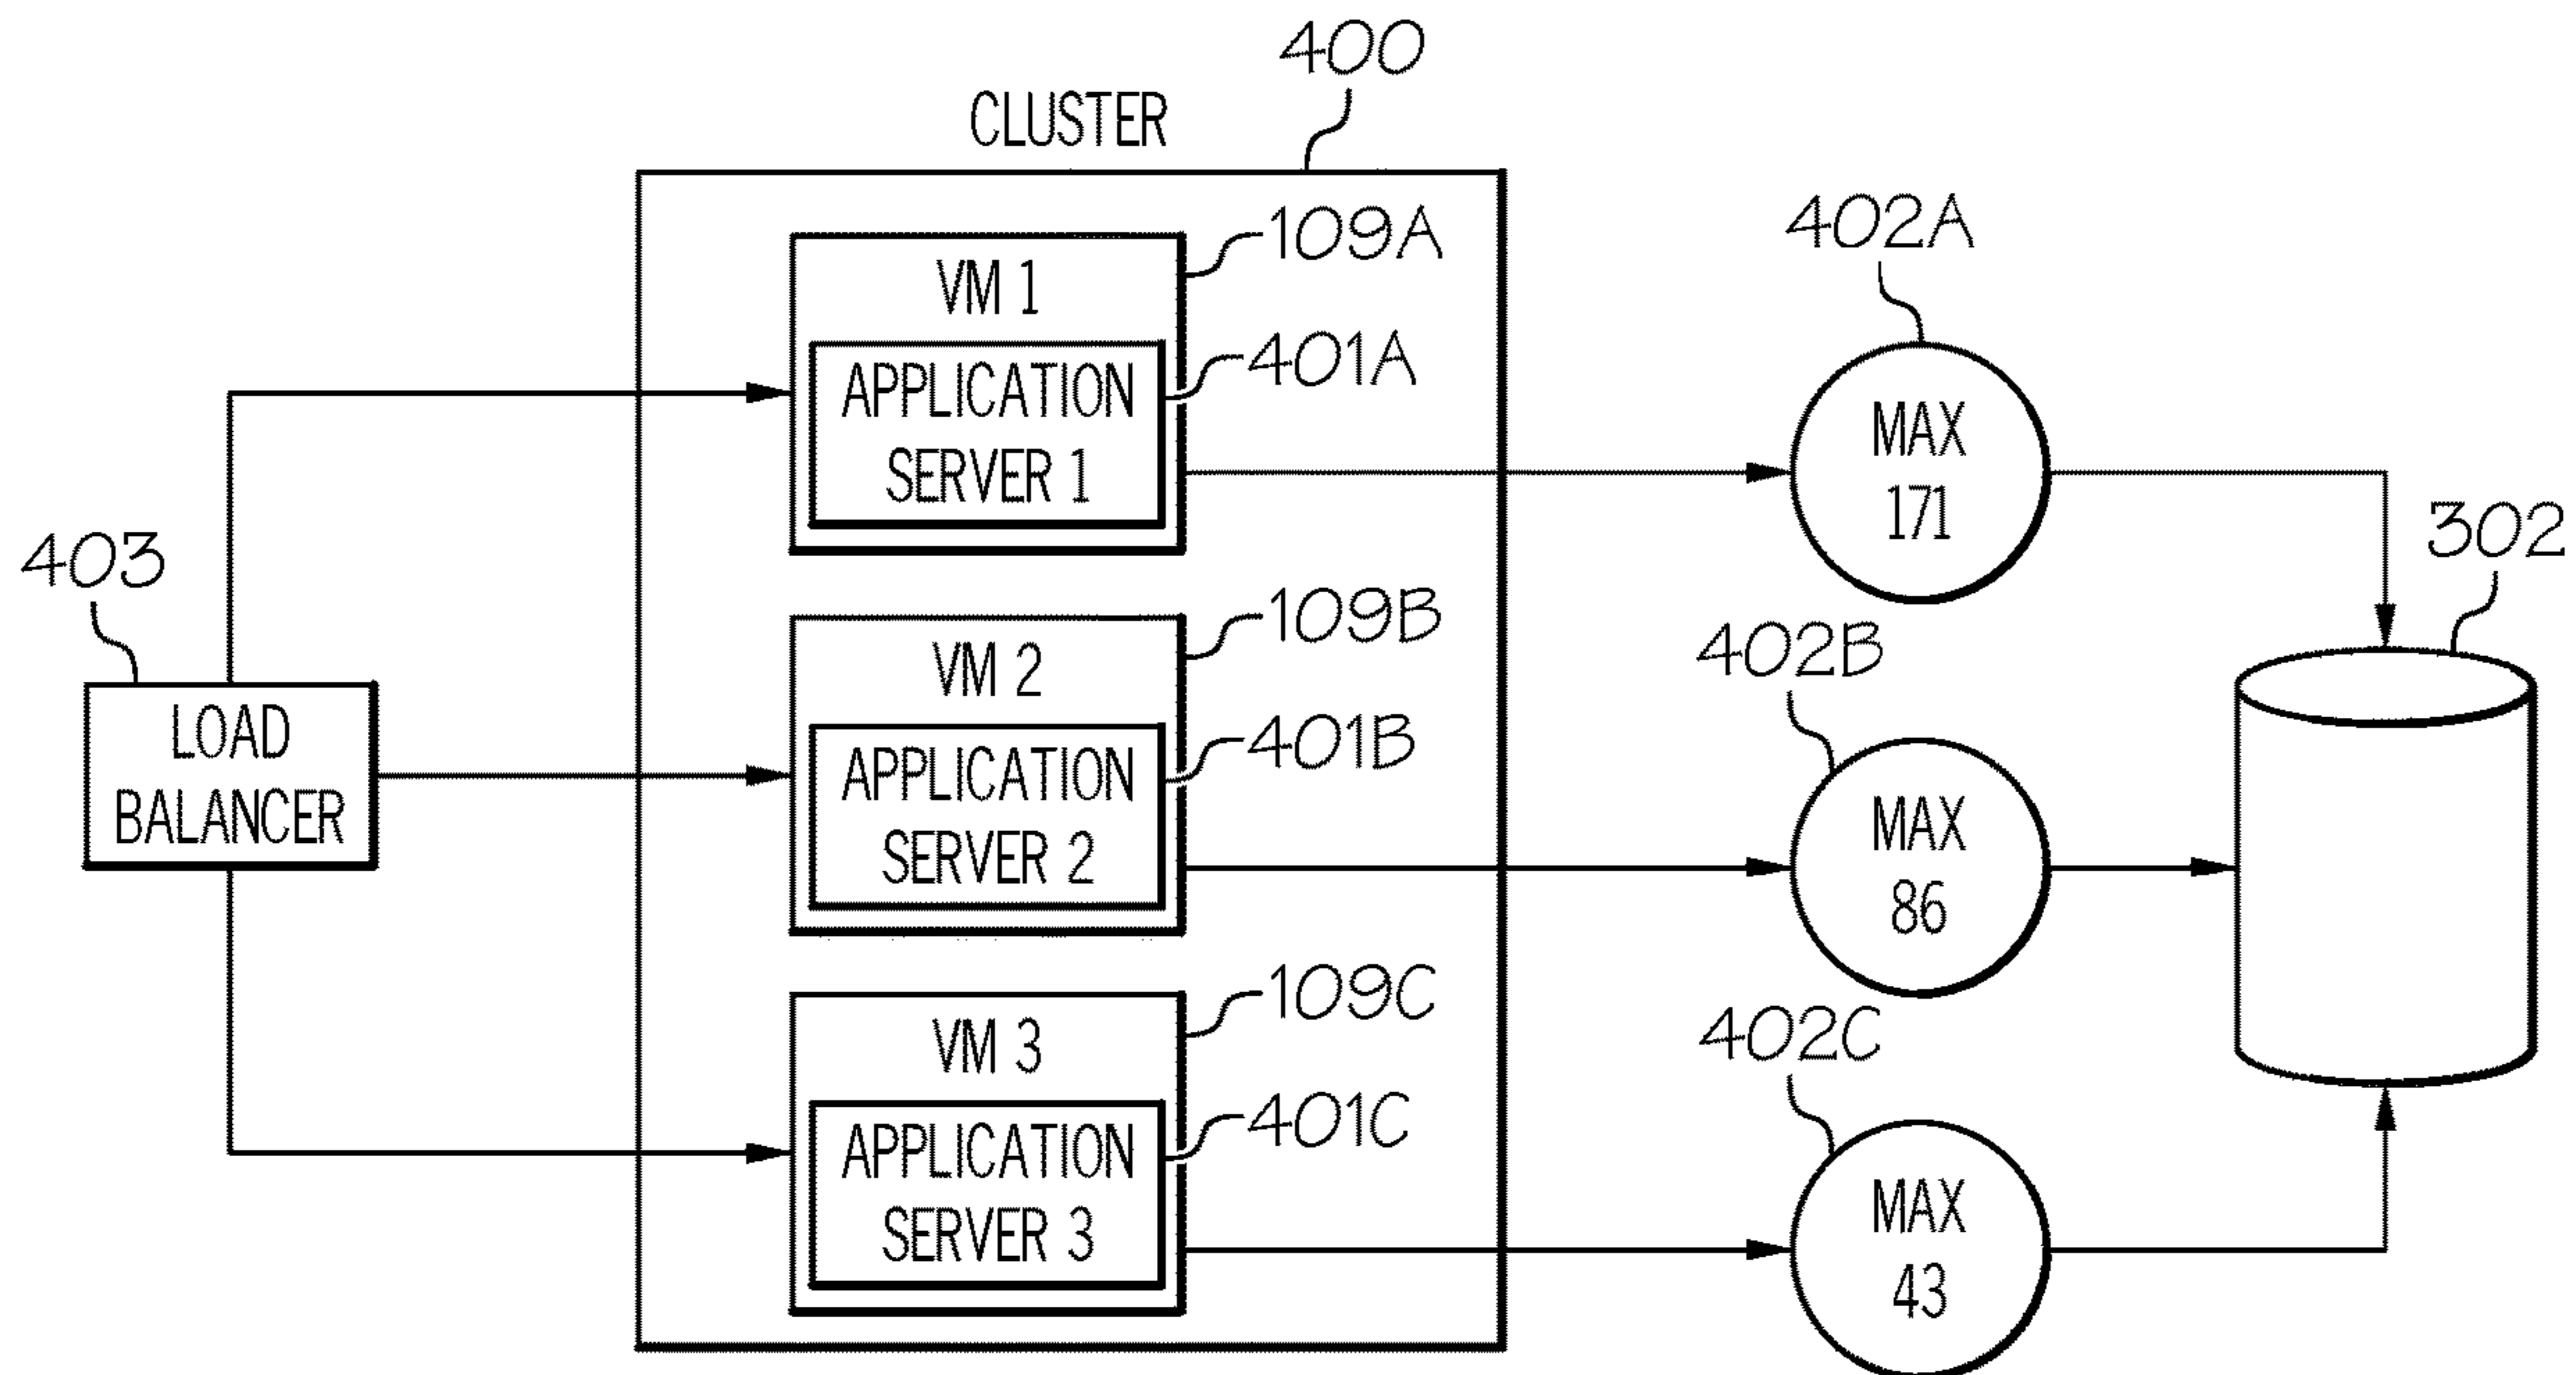 400
CLUSTER
109A
VM 1
401A
APPLICATION
SERVER 1
402A
MAX
171
403
LOAD
BALANCER
109B
VM 2
401B
APPLICATION
SERVER 2
402B
MAX
86
302
109C
VM 3
401C
APPLICATION
SERVER 3
402C
MAX
43